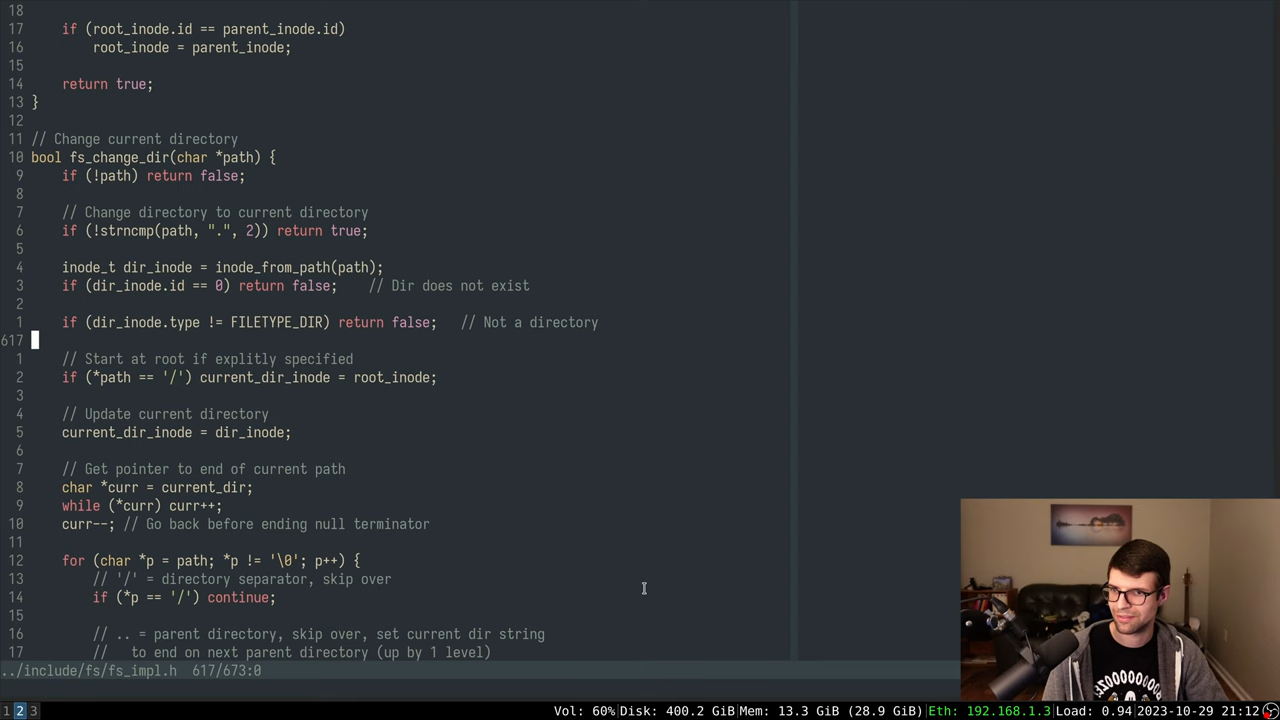 18
17     if (root_inode.id == parent_inode.id)
16         root_inode = parent_inode;
15
14     return true;
13 }
12
11 // Change current directory
10 bool fs_change_dir(char *path) {
9     if (!path) return false;
8
7     // Change directory to current directory
6     if (!strncmp(path, ".", 2)) return true;
5
4     inode_t dir_inode = inode_from_path(path);
3     if (dir_inode.id == 0) return false;    // Dir does not exist
2
1     if (dir_inode.type != FILETYPE_DIR) return false;   // Not a directory
617
1     // Start at root if explitly specified
2     if (*path == '/') current_dir_inode = root_inode;
3
4     // Update current directory
5     current_dir_inode = dir_inode;
6
7     // Get pointer to end of current path
8     char *curr = current_dir;
9     while (*curr) curr++;
10     curr--; // Go back before ending null terminator
11
12     for (char *p = path; *p != '\0'; p++) {
13         // '/' = directory separator, skip over
14         if (*p == '/') continue;
15
16         // .. = parent directory, skip over, set current dir string
17         //   to end on next parent directory (up by 1 level)
../include/fs/fs_impl.h  617/673:0
1 2 3 Vol: 60%|Disk: 400.2 GiB|Mem: 13.3 GiB (28.9 GiB)|Eth: 192.168.1.3|Load: 0.94 2023-10-29 21:12